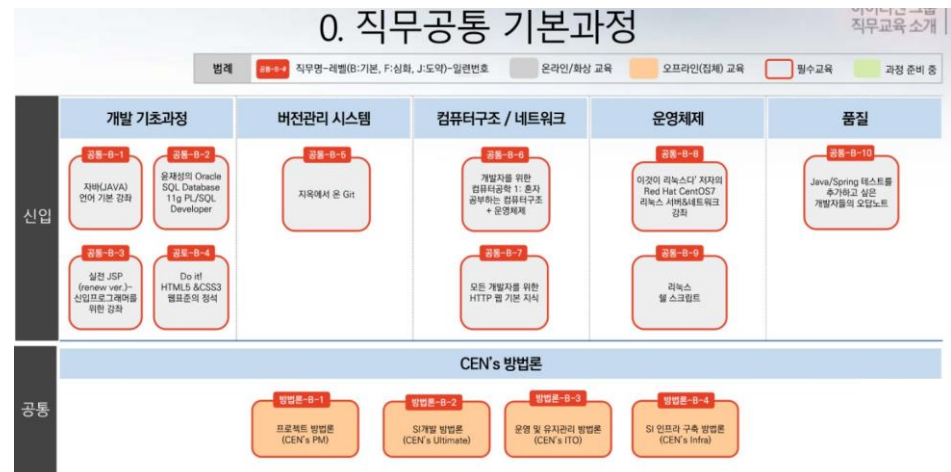 0. 직무공통 기본과정
직무교육 소개
범례
공통-B-# 직무명-레벨(B:기본, F:심화, J:도약)-일련번호
온라인/화상 교육
오프라인(집체) 교육
필수교육
과정 준비 중
개발 기초과정
버전관리 시스템
컴퓨터구조 / 네트워크
운영체제
품질
신입
공통-B-1
자바(JAVA)
언어 기본 강좌
공통-B-2
윤재성의 Oracle
SQL Database
11g PL/SQL
Developer
공통-B-3
실전 JSP
(renew ver.)-
신입프로그래머를
위한 강좌
공토-B-4
Do it!
HTML5 &CSS3
웹표준의 정석
공통-B-5
지옥에서 온 Git
공통-B-6
개발자를 위한
컴퓨터공학 1: 혼자
공부하는 컴퓨터구조
+ 운영체제
공통-B-7
모든 개발자를 위한
HTTP 웹 기본 지식
공통-B-8
이것이 리눅스다' 저자의
Red Hat CentOS7
리눅스 서버&네트워크
강좌
공통-B-9
리눅스
쉘 스크립트
공통-B-10
Java/Spring 테스트를
추가하고 싶은
개발자들의 오답노트
공통
CEN's 방법론
방법론-B-1
프로젝트 방법론
(CEN's PM)
방법론-B-2
SI개발 방법론
(CEN's Ultimate)
방법론-B-3
운영 및 유지관리 방법론
(CEN's ITO)
방법론-B-4
SI 인프라 구축 방법론
(CEN's Infra)